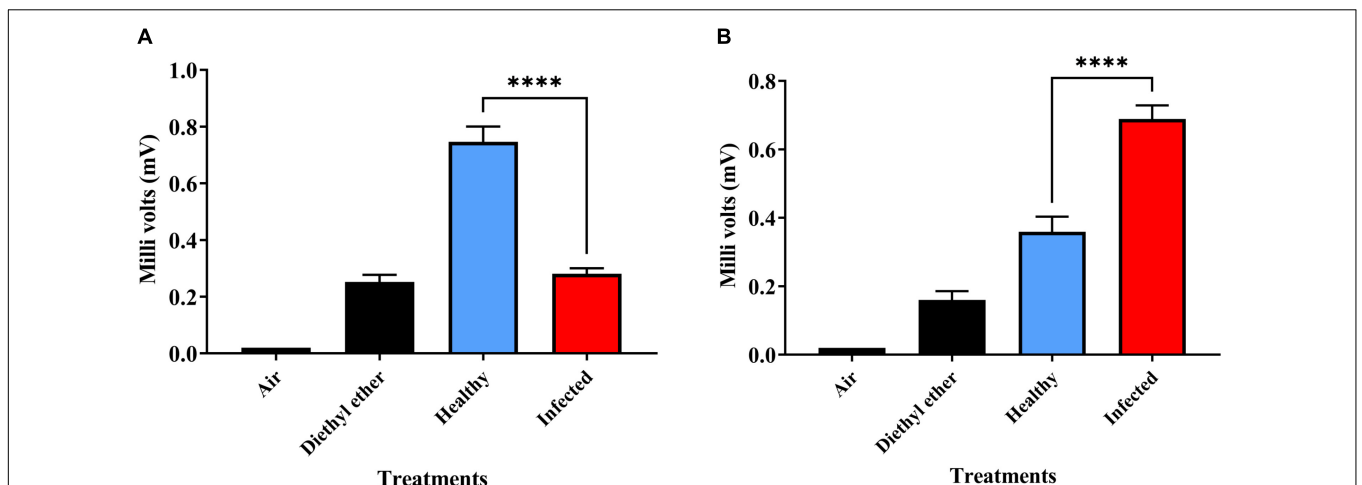 A
1.0
0.8
0.6
0.4
0.2
0.0
Milli volts (mV)
****
Air
Diethyl ether
Healthy
Infected
Treatments
B
0.8
0.6
0.4
0.2
0.0
Milli volts (mV)
****
Air
Diethyl ether
Healthy
Infected
Treatments